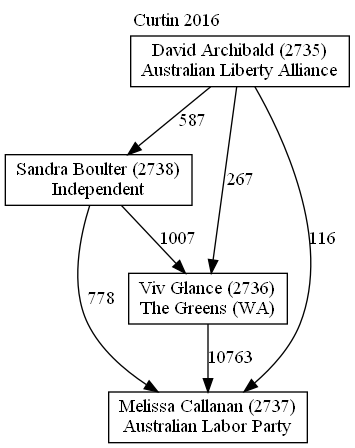 Curtin 2016
David Archibald (2735)
Australian Liberty Alliance
587
Sandra Boulter (2738)
Independent
267
116
1007
778
Viv Glance (2736)
The Greens (WA)
10763
Melissa Callanan (2737)
Australian Labor Party